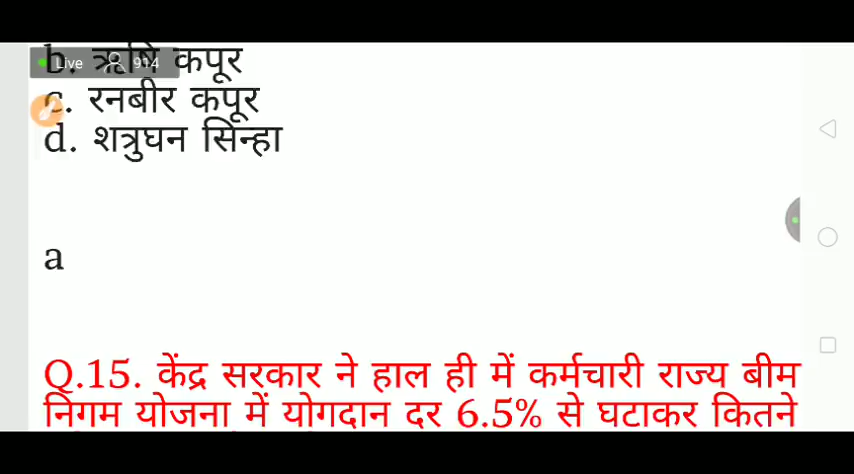 b. ऋषि कपूर
Live 914
c. रनबीर कपूर
d. शत्रुघन सिन्हा
a
Q.15. केंद्र सरकार ने हाल ही में कर्मचारी राज्य बीम
निगम योजना में योगदान दर 6.5% से घटाकर कितने